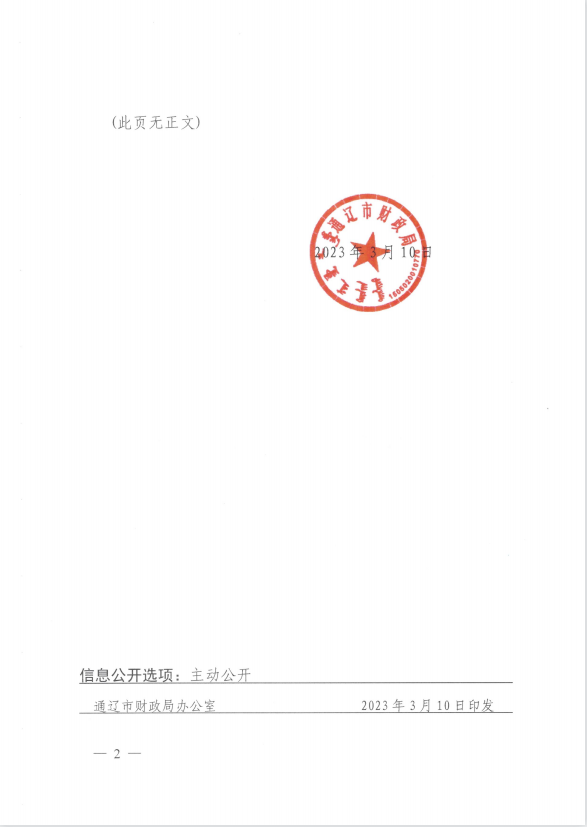 (此页无正文)
通辽市财政局
2023年3月10日
信息公开选项：主动公开
通辽市财政局办公室 2023年3月10日印发
— 2 —